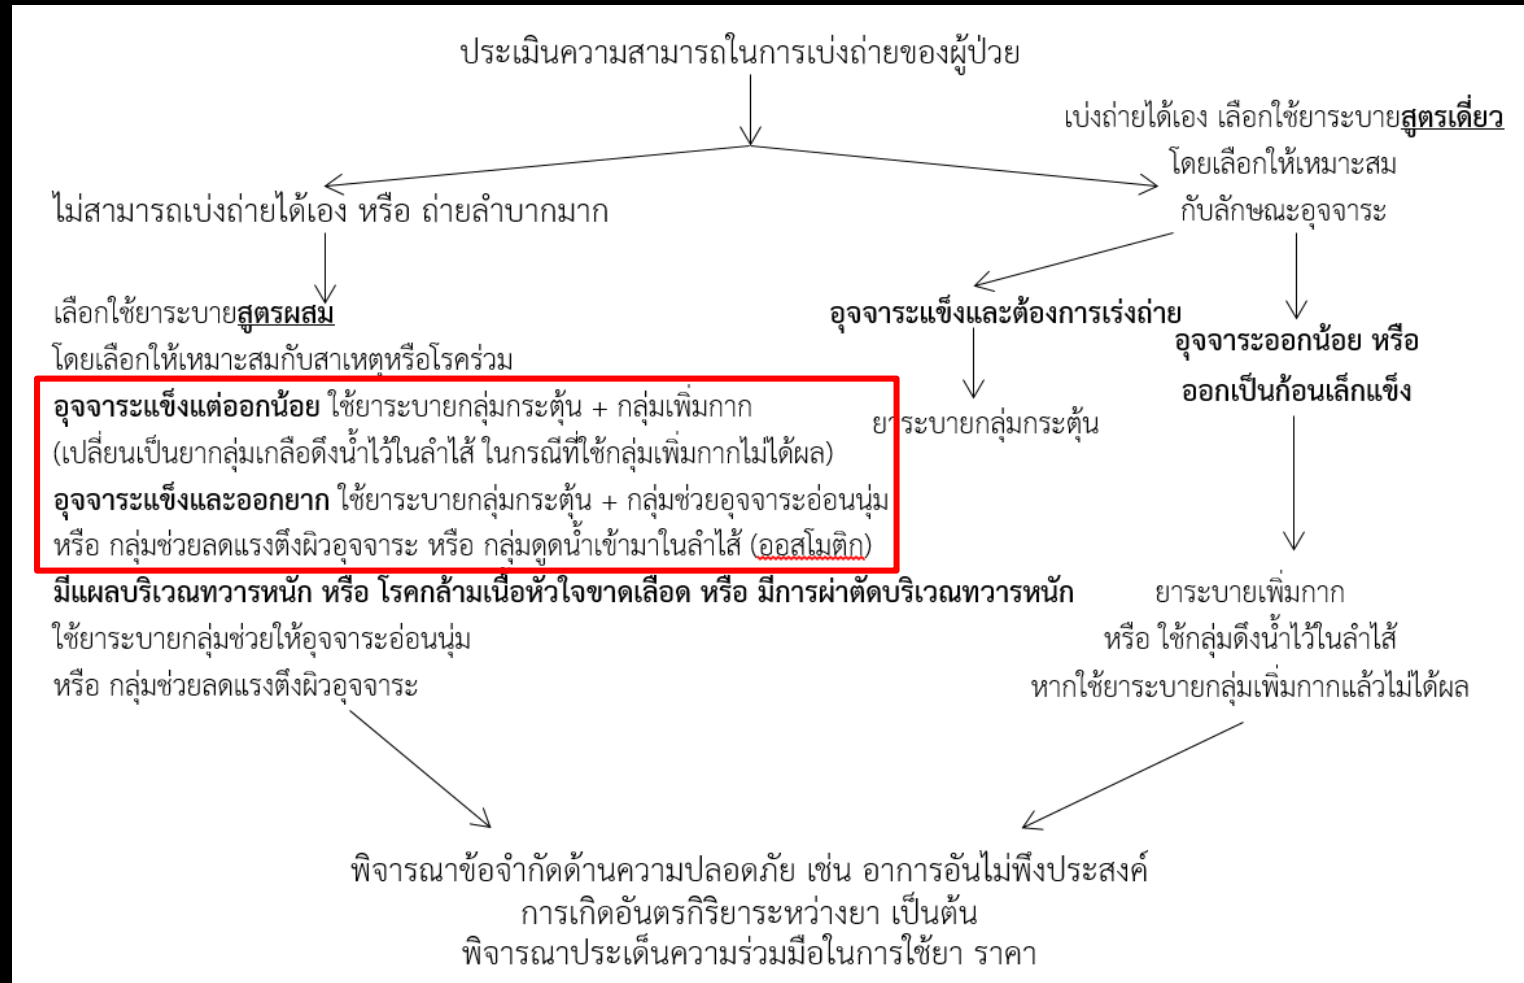 ประเมินความสามารถในการเบ่งถ่ายของผู้ป่วย
เบ่งถ่ายได้เอง เลือกใช้ยาระบายสูตรเดี่ยว
โดยเลือกให้เหมาะสม
กับลักษณะอุจจาระ
ไม่สามารถเบ่งถ่ายได้เอง หรือ ถ่ายลำบากมาก
เลือกใช้ยาระบายสูตรผสม
โดยเลือกให้เหมาะสมกับสาเหตุหรือโรคร่วม
อุจจาระแข็งแต่ออกน้อย ใช้ยาระบายกลุ่มกระตุ้น + กลุ่มเพิ่มกาก
(เปลี่ยนเป็นยากลุ่มเกลือดึงน้ำไว้ในลำไส้ ในกรณีที่ใช้กลุ่มเพิ่มกากไม่ได้ผล)
อุจจาระแข็งและออกยาก ใช้ยาระบายกลุ่มกระตุ้น + กลุ่มช่วยอุจจาระอ่อนนุ่ม
หรือ กลุ่มช่วยลดแรงตึงผิวอุจจาระ หรือ กลุ่มดูดน้ำเข้ามาในลำไส้ (ออสโมติก)
มีแผลบริเวณทวารหนัก หรือ โรคกล้ามเนื้อหัวใจขาดเลือด หรือ มีการผ่าตัดบริเวณทวารหนัก
ใช้ยาระบายกลุ่มช่วยให้อุจจาระอ่อนนุ่ม
หรือ กลุ่มช่วยลดแรงตึงผิวอุจจาระ
อุจจาระแข็งและต้องการเร่งถ่าย
ยาระบายกลุ่มกระตุ้น
อุจจาระออกน้อย หรือ
ออกเป็นก้อนเล็กแข็ง
ยาระบายเพิ่มกาก
หรือ ใช้กลุ่มดึงน้ำไว้ในลำไส้
หากใช้ยาระบายกลุ่มเพิ่มกากแล้วไม่ได้ผล
พิจารณาข้อจำกัดด้านความปลอดภัย เช่น อาการอันไม่พึงประสงค์
การเกิดอันตรกิริยาระหว่างยา เป็นต้น
พิจารณาประเด็นความร่วมมือในการใช้ยา ราคา